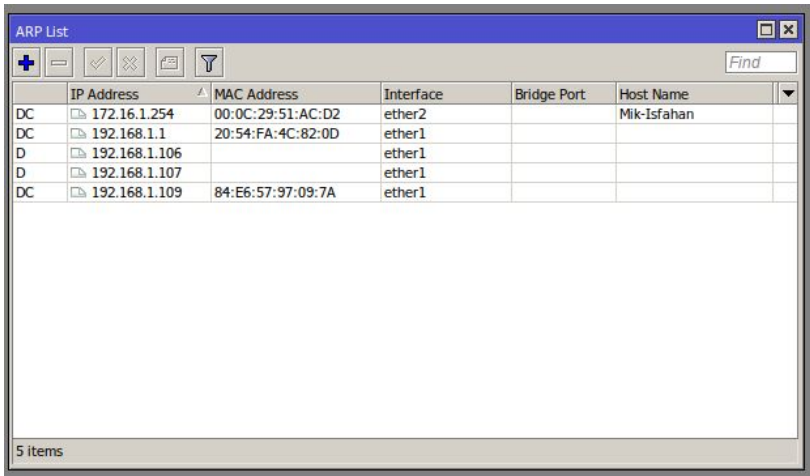 ARP List
Find
IP Address MAC Address Interface Bridge Port Host Name
DC 172.16.1.254 00:0C:29:51:AC:D2 ether2 Mik-Isfahan
DC 192.168.1.1 20:54:FA:4C:82:0D ether1
D 192.168.1.106 ether1
D 192.168.1.107 ether1
DC 192.168.1.109 84:E6:57:97:09:7A ether1
5 items